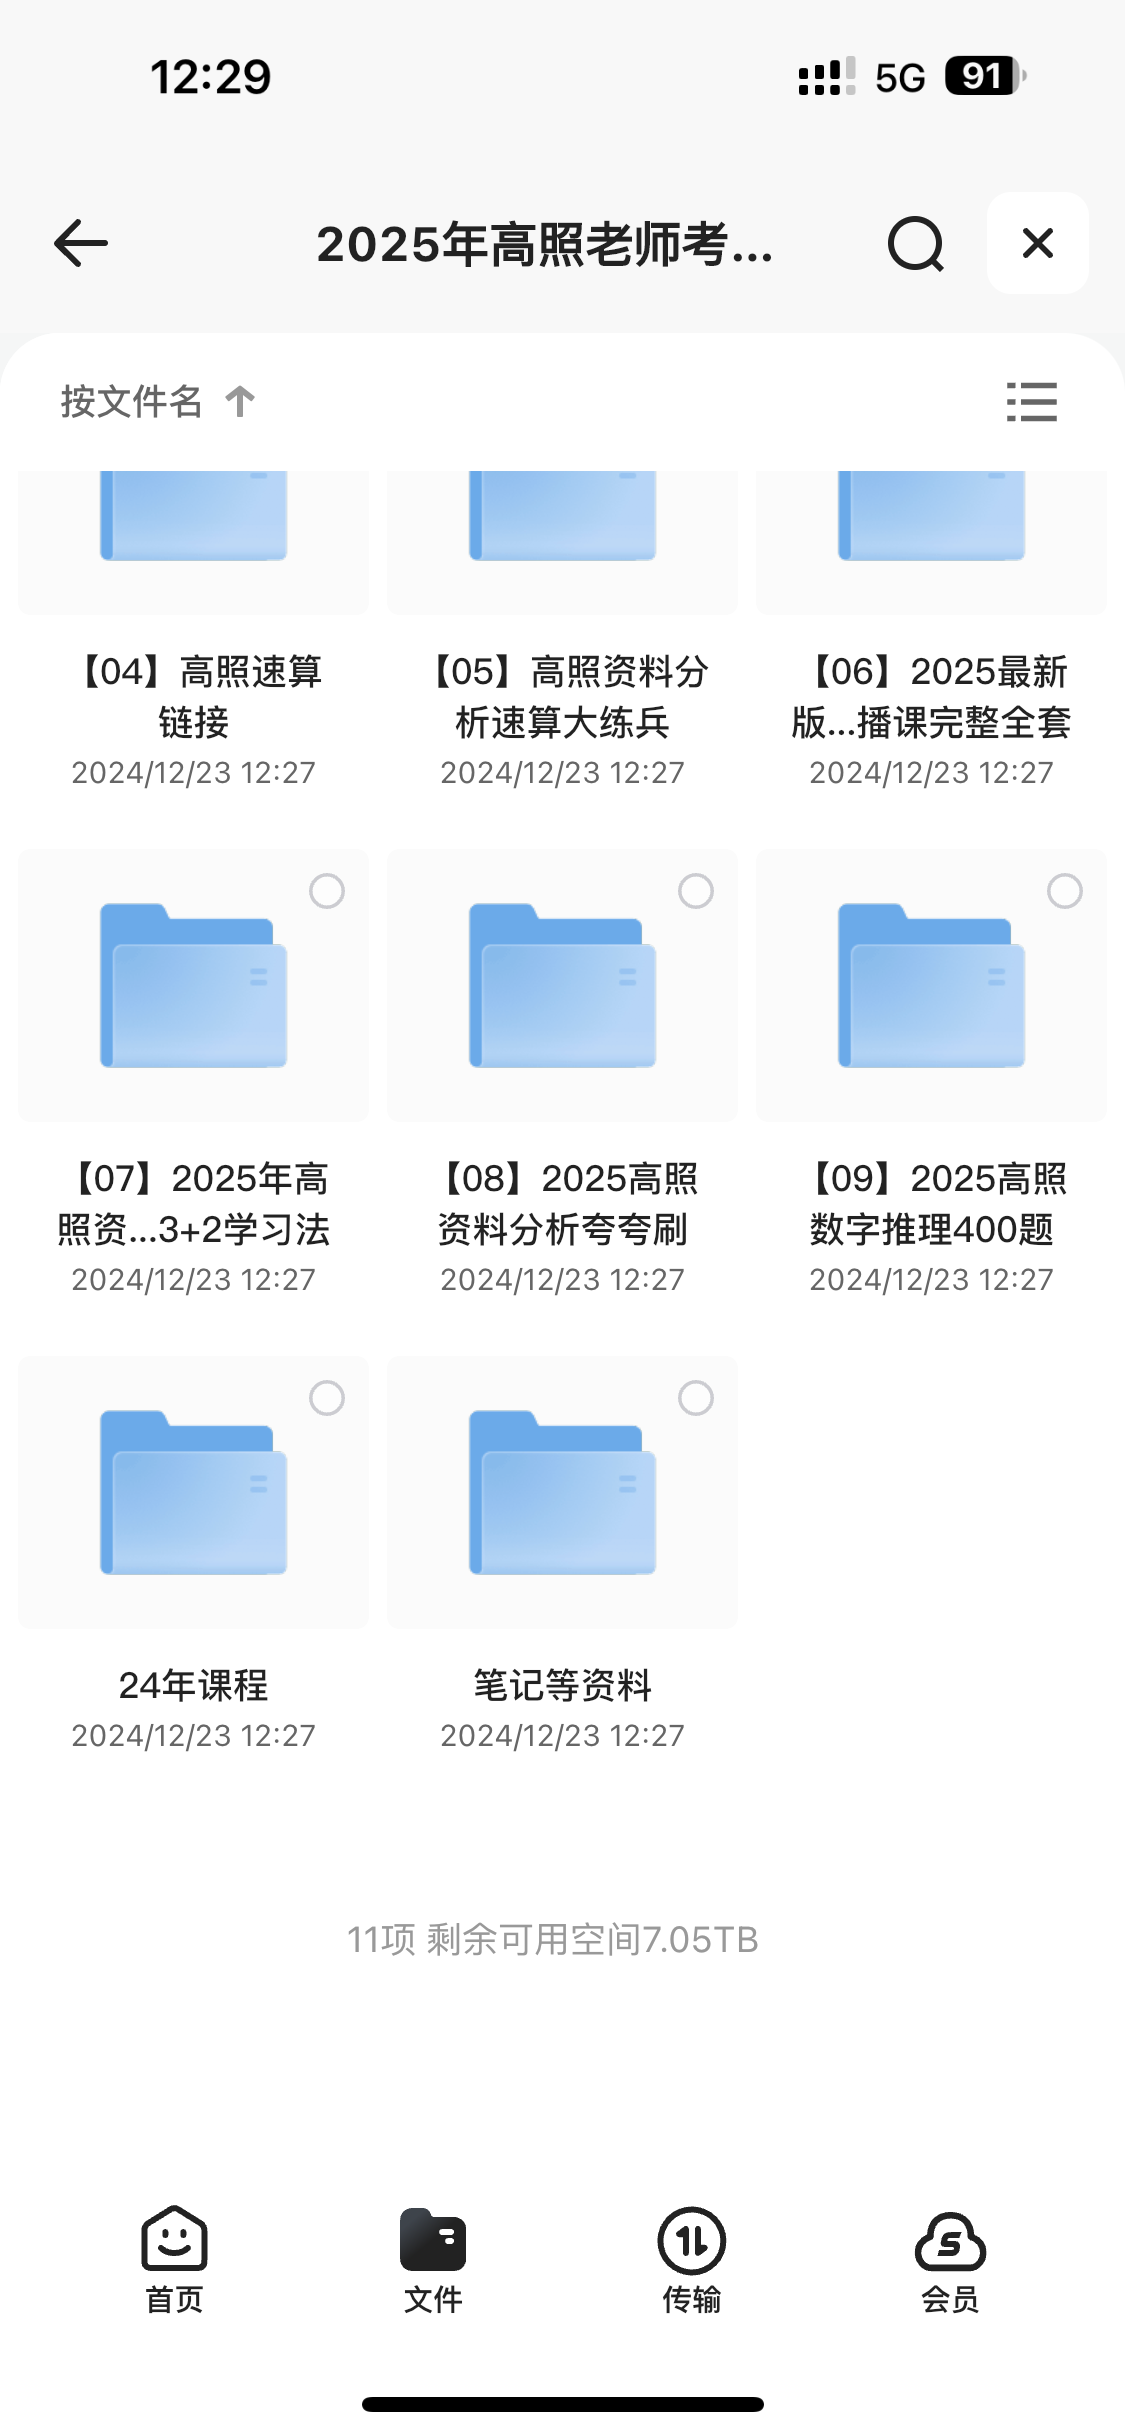 12:29
5G 91
2025年高照老师考...
按文件名
【04】高照速算
链接
2024/12/23 12:27
【05】高照资料分
析速算大练兵
2024/12/23 12:27
【06】2025最新
版...播课完整全套
2024/12/23 12:27
【07】2025年高
照资...3+2学习法
2024/12/23 12:27
【08】2025高照
资料分析夸夸刷
2024/12/23 12:27
【09】2025高照
数字推理400题
2024/12/23 12:27
24年课程
2024/12/23 12:27
笔记等资料
2024/12/23 12:27
11项 剩余可用空间7.05TB
首页
文件
传输
会员